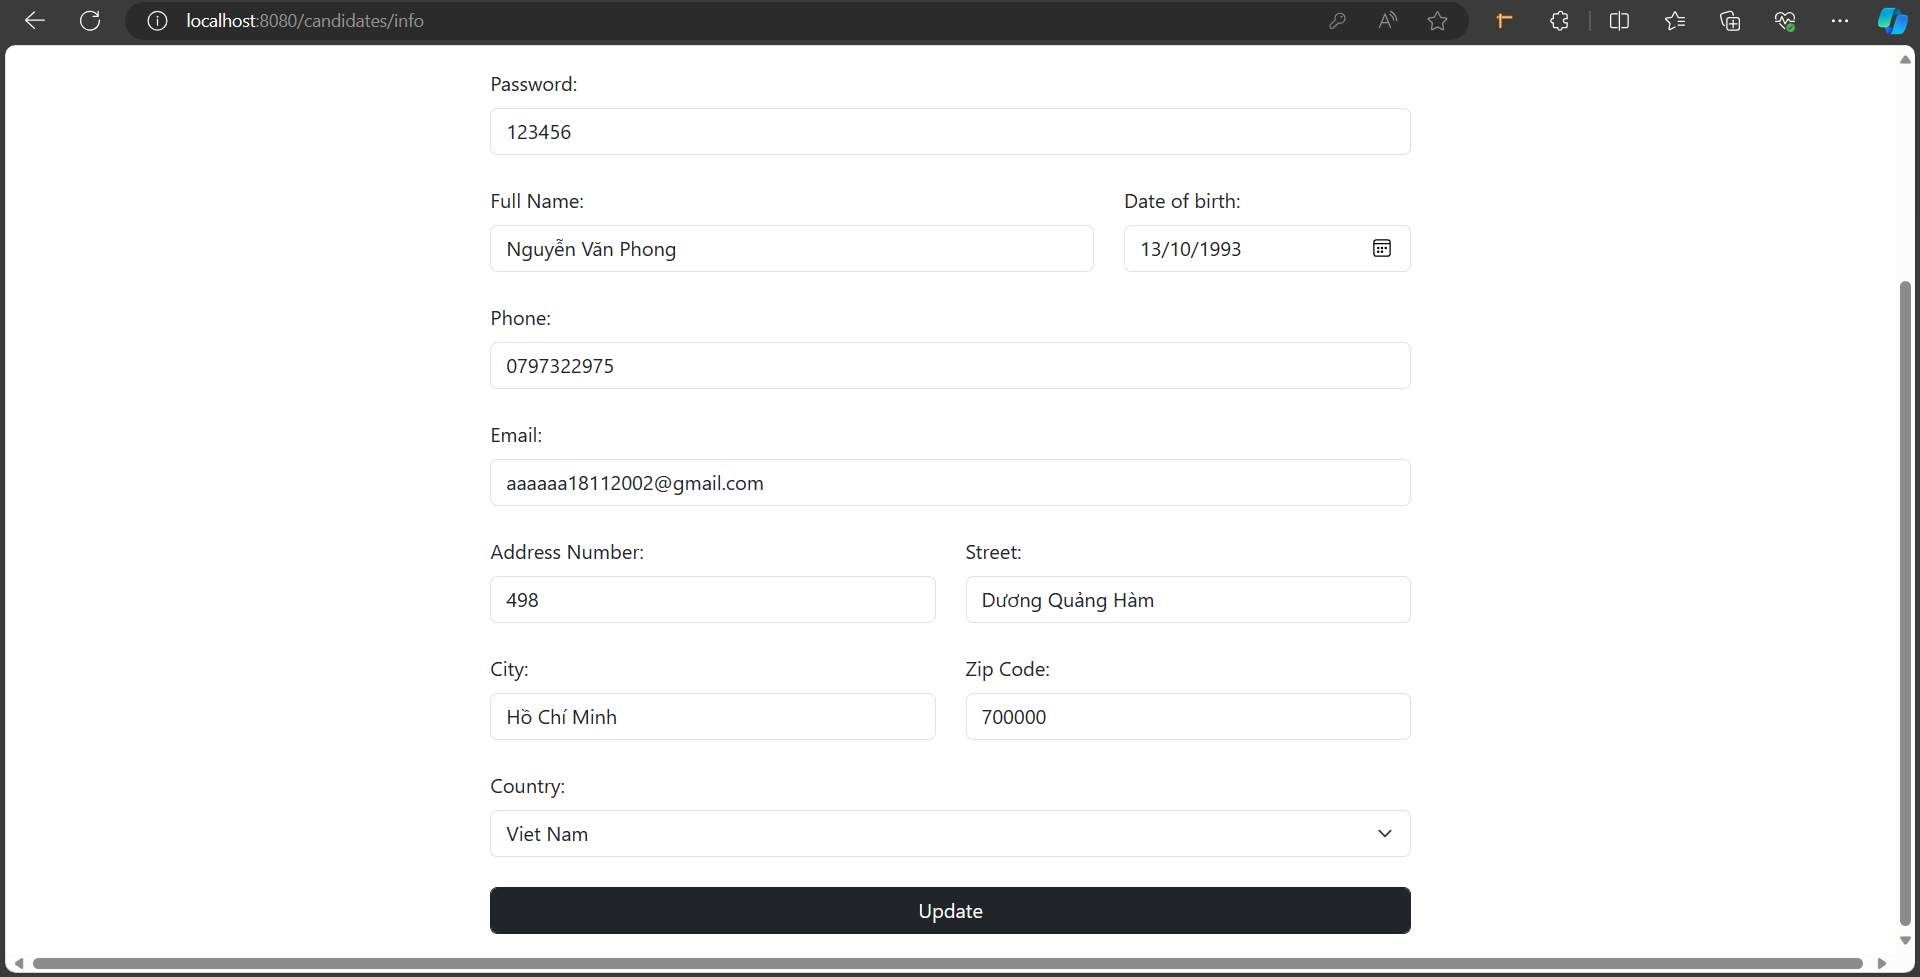 localhost:8080/candidates/info
Password:
123456
Full Name:
Date of birth:
Nguyễn Văn Phong
13/10/1993
Phone:
0797322975
Email:
aaaaaa18112002@gmail.com
Address Number:
Street:
498
Dương Quảng Hàm
City:
Zip Code:
Hồ Chí Minh
700000
Country:
Viet Nam
Update